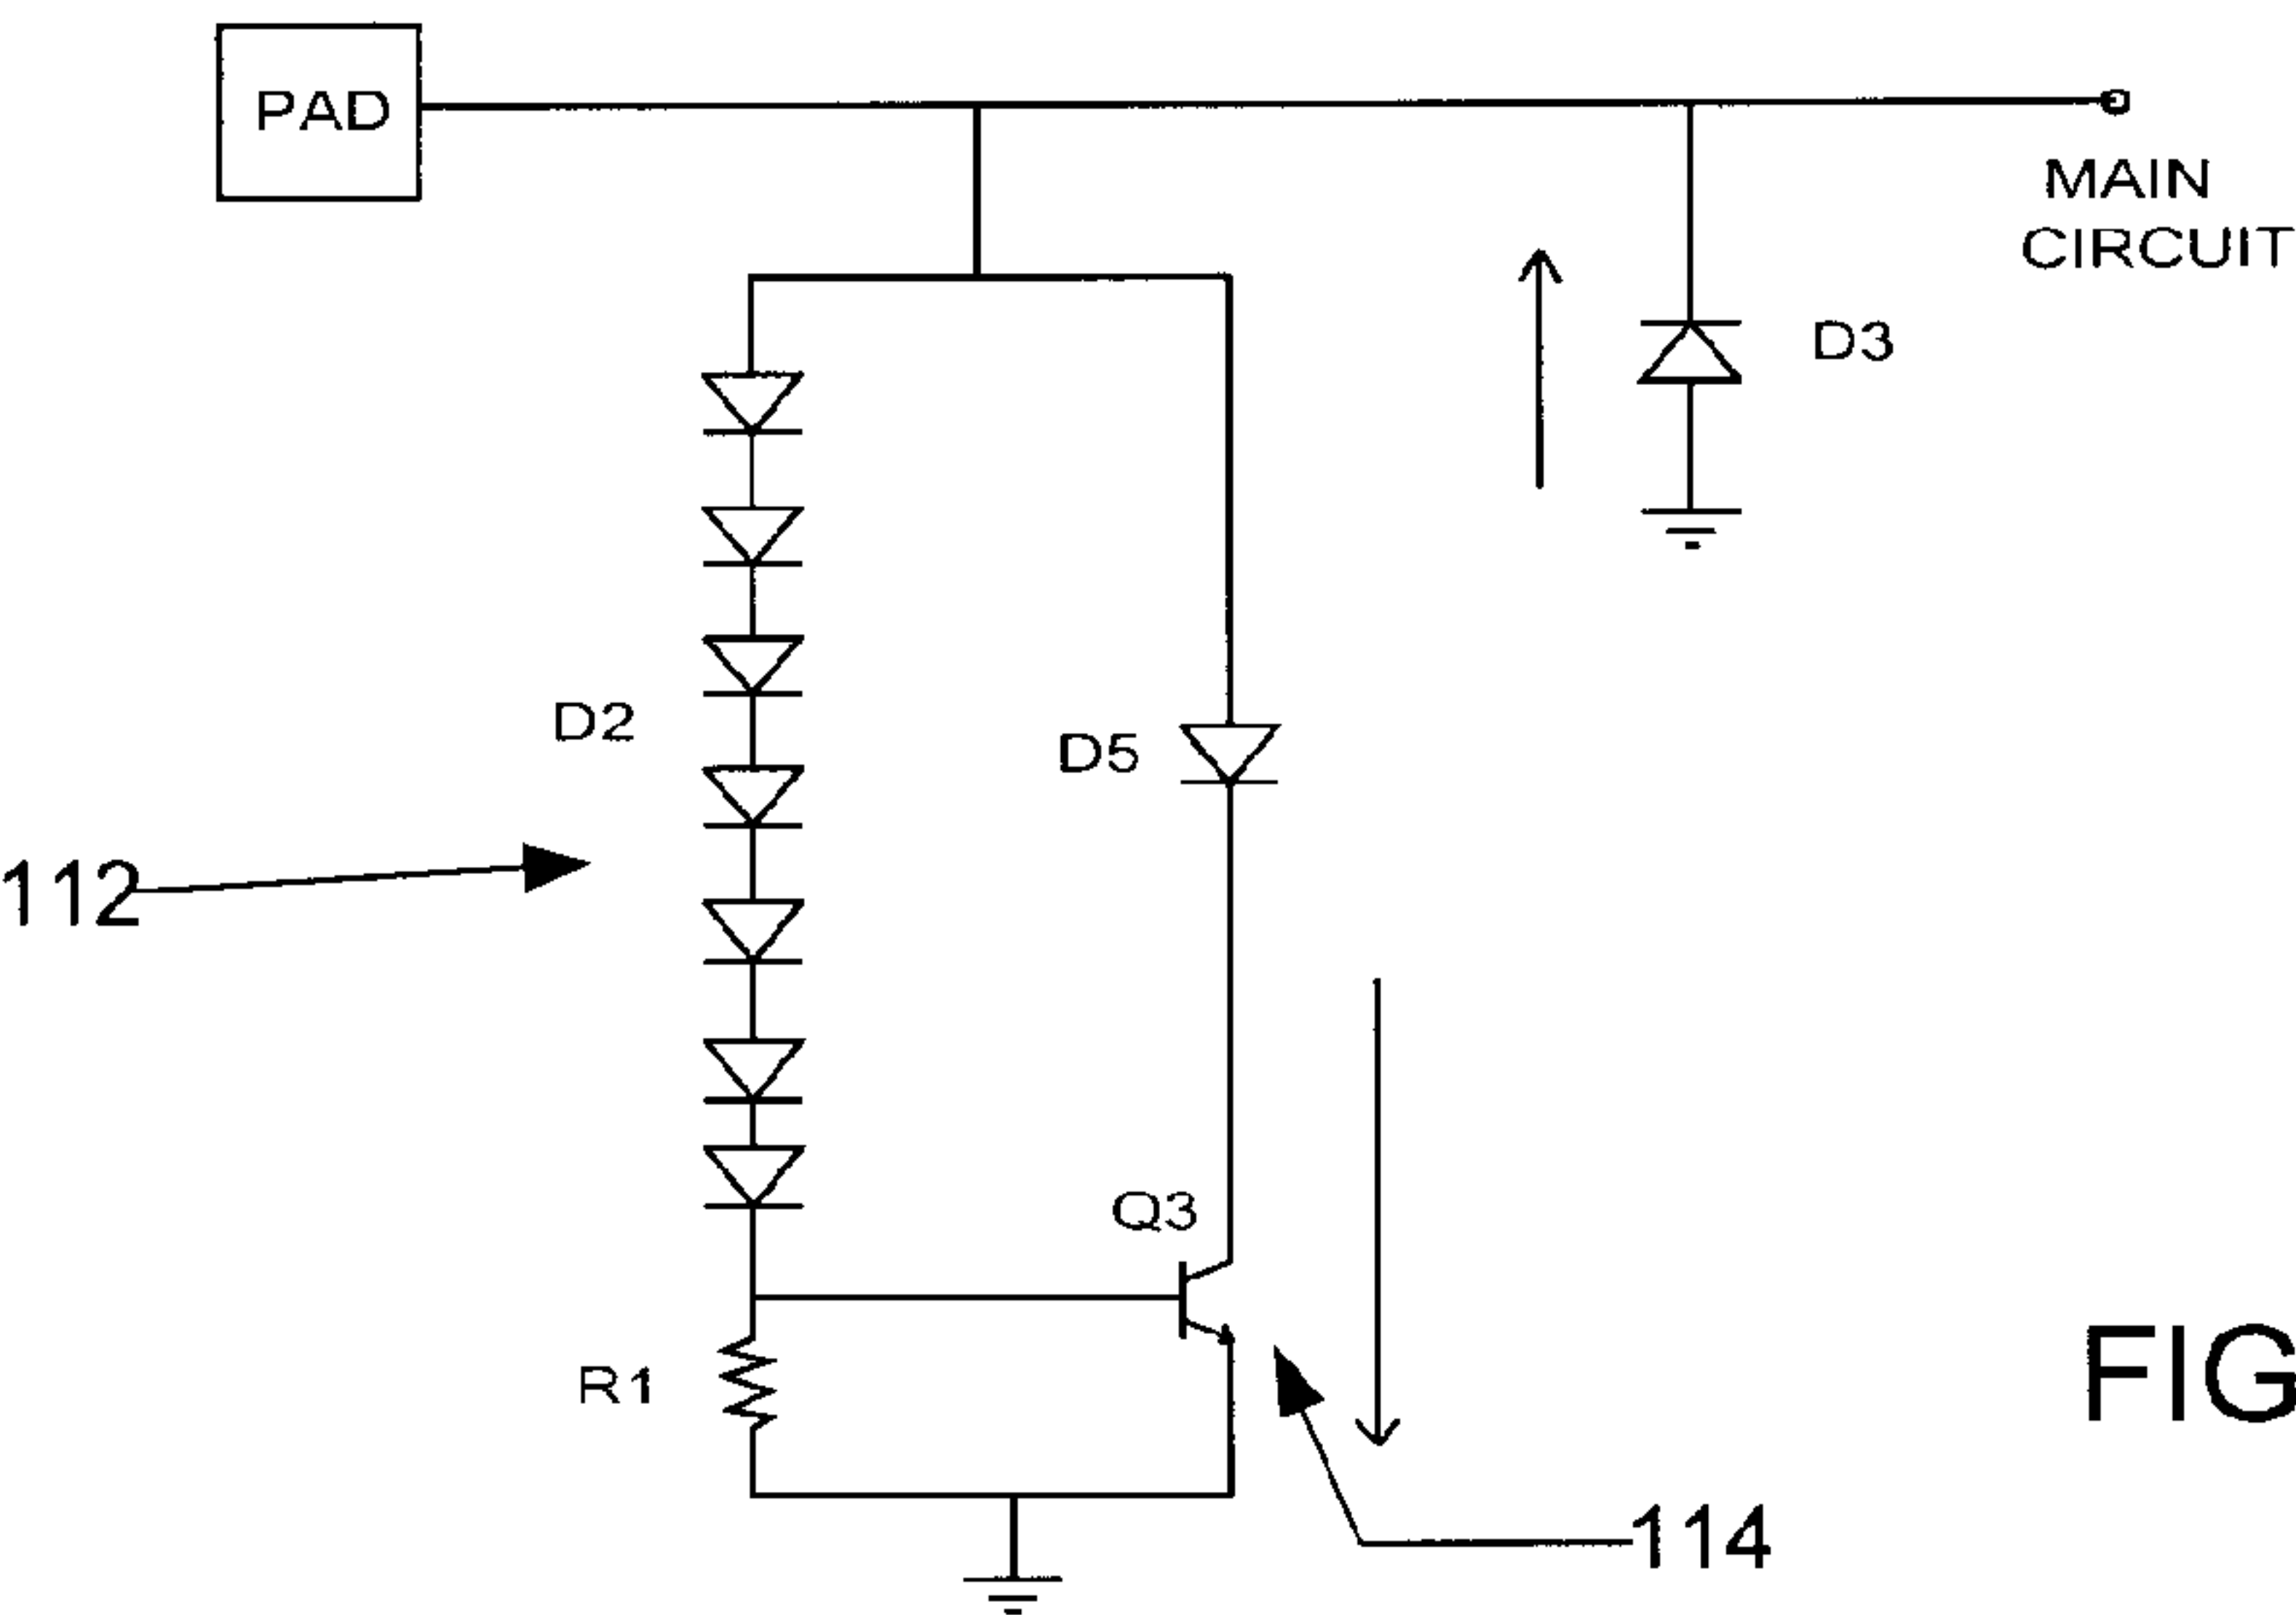 PAD
MAIN
CIRCUIT
D3
D2
D5
112
Q3
R1
FIG
114